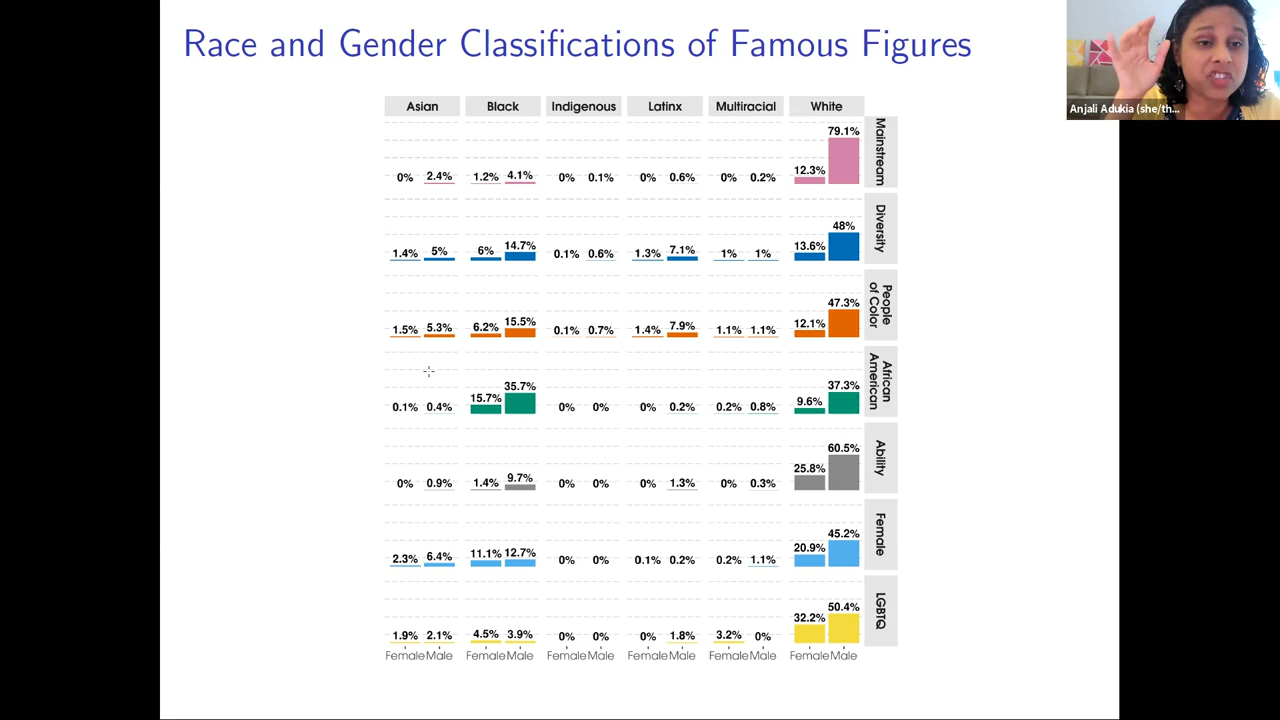 Race and Gender Classifications of Famous Figures
Anjali Adukia (she/th...
Asian Black Indigenous Latinx Multiracial White
Mainstream
0% 2.4% 1.2% 4.1% 0% 0.1% 0% 0.6% 0% 0.2% 12.3% 79.1%
Diversity
1.4% 5% 6% 14.7% 0.1% 0.6% 1.3% 7.1% 1% 1% 13.6% 48%
People
of Color
1.5% 5.3% 6.2% 15.5% 0.1% 0.7% 1.4% 7.9% 1.1% 1.1% 12.1% 47.3%
African
American
0.1% 0.4% 15.7% 35.7% 0% 0% 0% 0.2% 0.2% 0.8% 9.6% 37.3%
Ability
0% 0.9% 1.4% 9.7% 0% 0% 0% 1.3% 0% 0.3% 25.8% 60.5%
Female
2.3% 6.4% 11.1% 12.7% 0% 0% 0.1% 0.2% 0.2% 1.1% 20.9% 45.2%
LGBTQ
1.9% 2.1% 4.5% 3.9% 0% 0% 0% 1.8% 3.2% 0% 32.2% 50.4%
Female Male Female Male Female Male Female Male Female Male Female Male